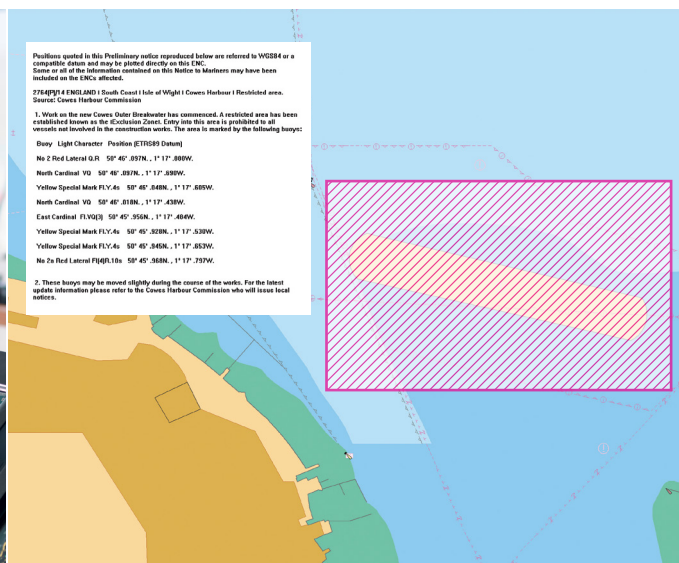 Positions quoted in this Preliminary notice reproduced below are referred to WGS84 or a
compatible datum and may be plotted directly on this ENC.
Some or all of the information contained on this Notice to Mariners may have been
included on the ENCs affected.
2764(P)/14 ENGLAND I South Coast I Isle of Wight I Cowes Harbour I Restricted area.
Source: Cowes Harbour Commission
1. Work on the new Cowes Outer Breakwater has commenced. A restricted area has been
established known as the IExclusion ZoneI. Entry into this area is prohibited to all
vessels not involved in the construction works. The area is marked by the following buoys:
Buoy Light Character Position (ETRS89 Datum)
No 2 Red Lateral Q.R 50° 46' .097N. , 1° 17' .880W.
North Cardinal VQ 50° 46' .097N. , 1° 17' .690W.
Yellow Special Mark Fl.Y.4s 50° 46' .048N. , 1° 17' .605W.
North Cardinal VQ 50° 46' .018N. , 1° 17' .438W.
East Cardinal Fl.VQ(3) 50° 45' .956N. , 1° 17' .404W.
Yellow Special Mark Fl.Y.4s 50° 45' .928N. , 1° 17' .530W.
Yellow Special Mark Fl.Y.4s 50° 45' .945N. , 1° 17' .653W.
No 2a Red Lateral Fl(4)R.10s 50° 45' .968N. , 1° 17' .797W.
2. These buoys may be moved slightly during the course of the works. For the latest
update information please refer to the Cowes Harbour Commission who will issue local
notices.